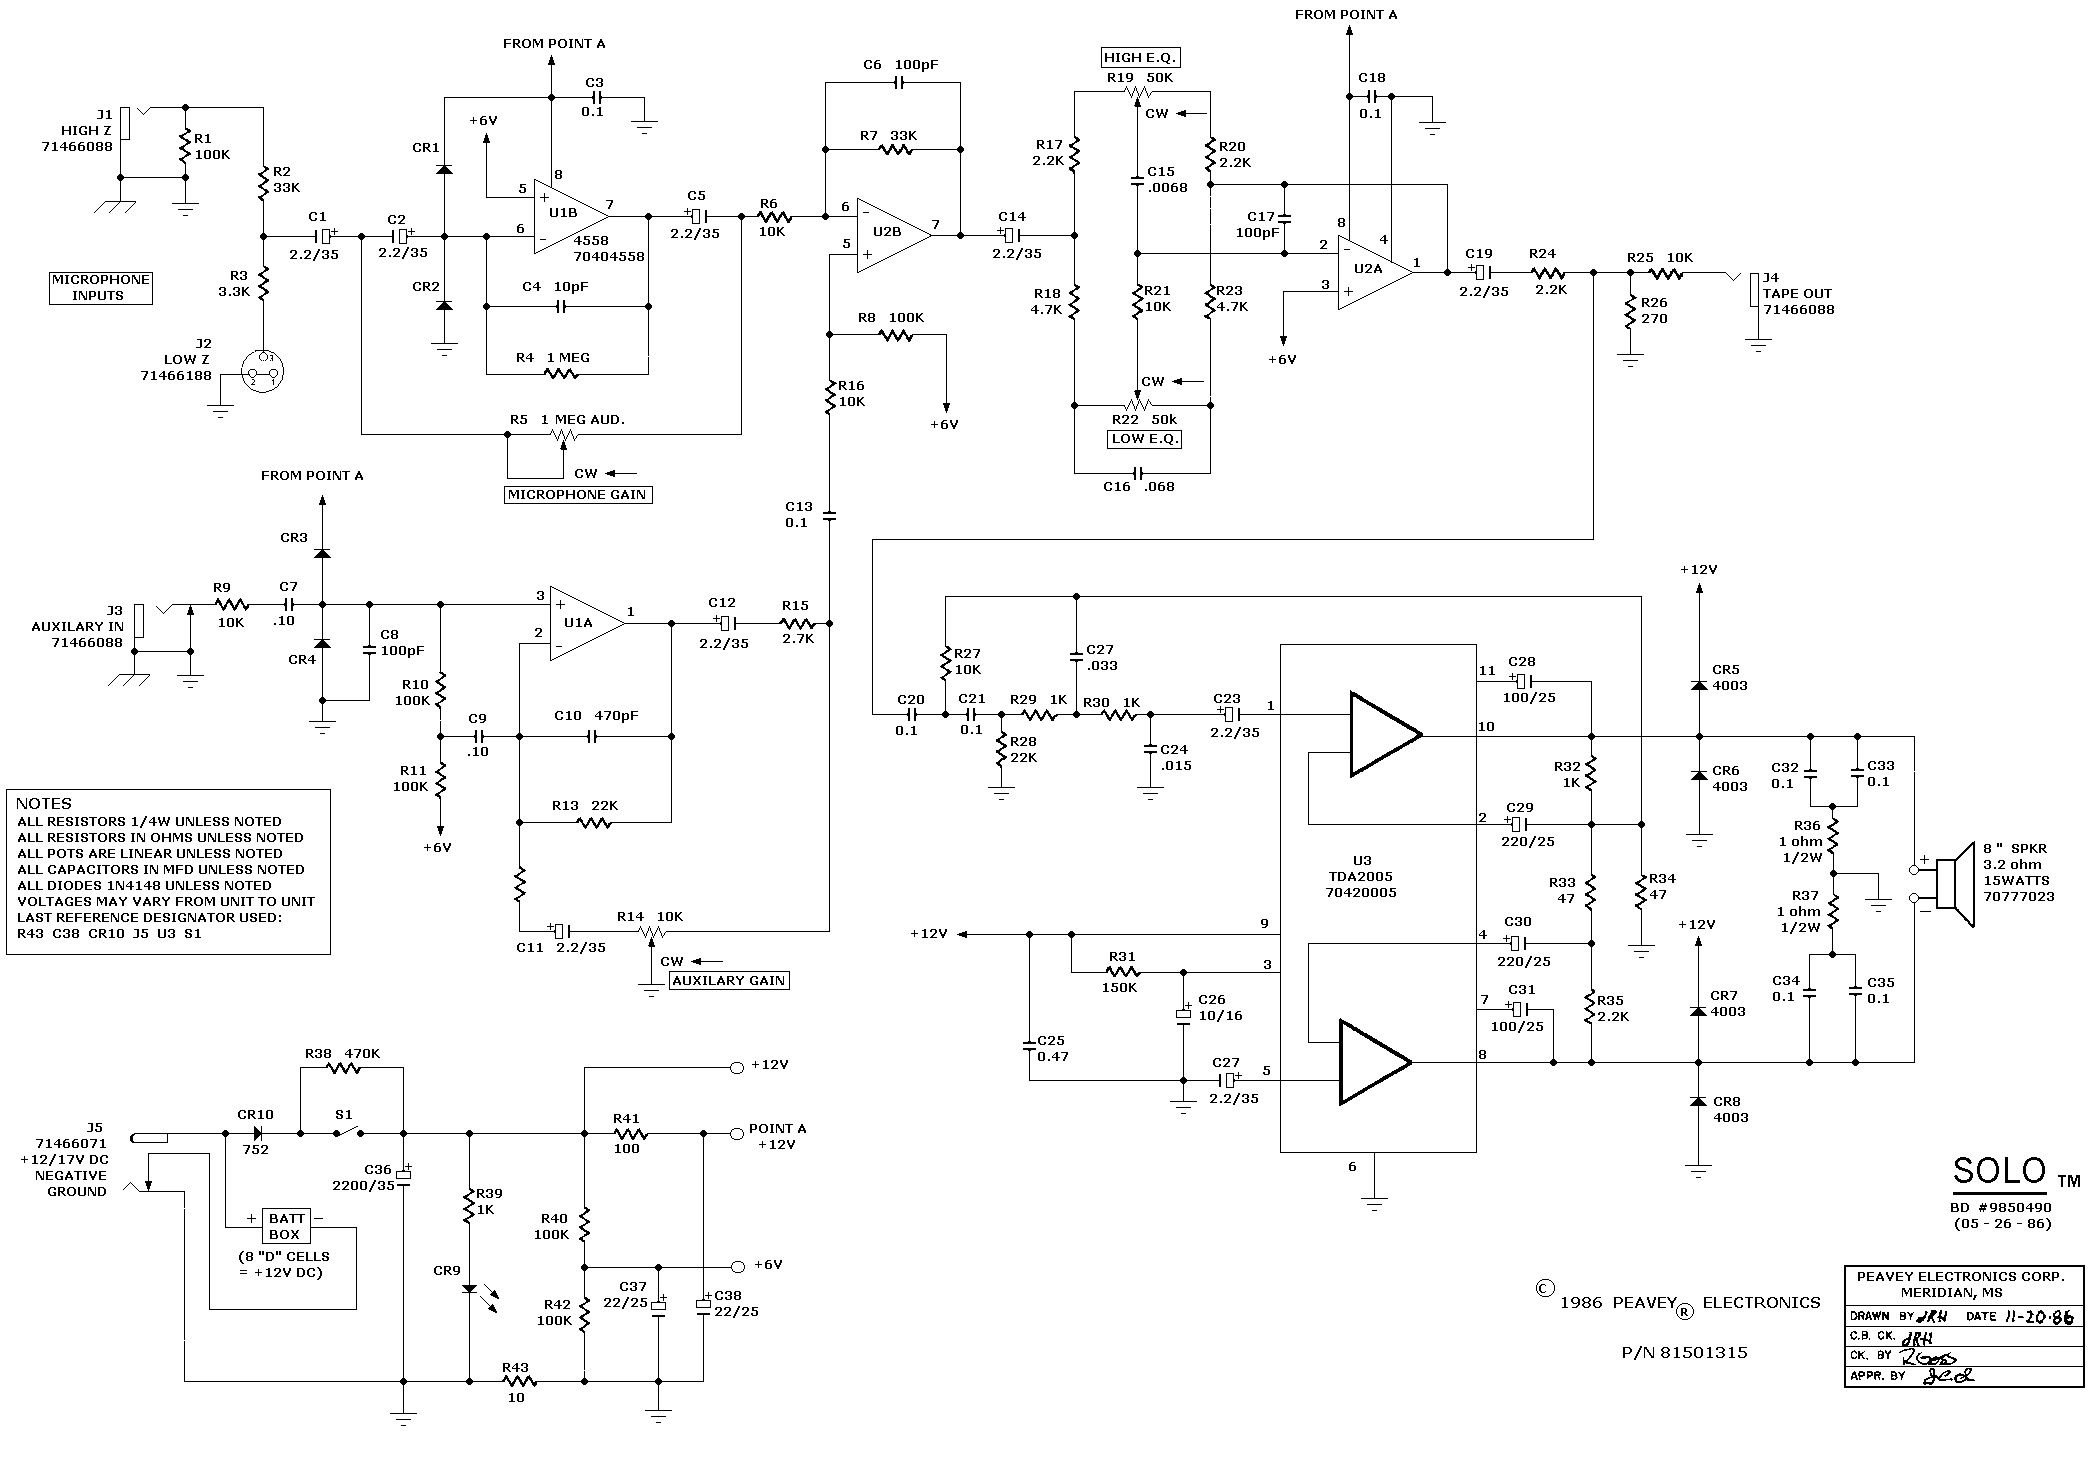 FROM POINT A
C3
0.1
J1
HIGH Z
71466088
R1
100K
R2
33K
+6V
CR1
8
5
+
U1B
7
6
-
4558
70404558
C1
+
2.2/35
C2
+
2.2/35
C5
+
2.2/35
MICROPHONE
INPUTS
R3
3.3K
CR2
C4 10pF
R4 1 MEG
J2
LOW Z
71466188
3
2
1
R5 1 MEG AUD.
CW
MICROPHONE GAIN
C6 100pF
R7 33K
R6
10K
6
-
U2B
7
5
+
C14
+
2.2/35
R8 100K
R16
10K
+6V
HIGH E.Q.
R19 50K
CW
R17
2.2K
R20
2.2K
C15
.0068
C17
100pF
R18
4.7K
R21
10K
R23
4.7K
CW
R22 50k
LOW E.Q.
C16 .068
FROM POINT A
C18
0.1
8
4
2
-
U2A
1
3
+
+6V
C19
+
2.2/35
R24
2.2K
R25 10K
R26
270
J4
TAPE OUT
71466088
FROM POINT A
CR3
J3
AUXILARY IN
71466088
R9
10K
C7
.10
CR4
C8
100pF
3
+
U1A
1
2
-
C12
+
2.2/35
R15
2.7K
C13
0.1
R10
100K
C9
.10
C10 470pF
R11
100K
+6V
R13 22K
C11
+
2.2/35
R14 10K
CW
AUXILARY GAIN
NOTES
ALL RESISTORS 1/4W UNLESS NOTED
ALL RESISTORS IN OHMS UNLESS NOTED
ALL POTS ARE LINEAR UNLESS NOTED
ALL CAPACITORS IN MFD UNLESS NOTED
ALL DIODES 1N4148 UNLESS NOTED
VOLTAGES MAY VARY FROM UNIT TO UNIT
LAST REFERENCE DESIGNATOR USED:
R43 C38 CR10 J5 U3 S1
R27
10K
C27
.033
C20
0.1
C21
0.1
R29 1K
R30 1K
R28
22K
C24
.015
C23
+
2.2/35
1
11
C28
+
100/25
10
R32
1K
2
C29
+
220/25
U3
TDA2005
70420005
R33
47
R34
47
+12V
9
4
C30
+
220/25
3
R31
150K
C26
+
10/16
7
C31
+
100/25
R35
2.2K
C25
0.47
C27
+
2.2/35
5
8
6
+12V
CR5
4003
CR6
4003
C32
0.1
C33
0.1
R36
1 ohm
1/2W
R37
1 ohm
1/2W
+
−
8 " SPKR
3.2 ohm
15WATTS
70777023
+12V
CR7
4003
C34
0.1
C35
0.1
CR8
4003
R38 470K
+12V
J5
71466071
+12/17V DC
NEGATIVE
GROUND
CR10
752
S1
R41
100
POINT A
+12V
C36
+
2200/35
R39
1K
+
BATT
BOX
−
(8 "D" CELLS
= +12V DC)
R40
100K
CR9
+6V
R42
100K
C37
+
22/25
C38
+
22/25
R43
10
SOLO TM
BD #9850490
(05 - 26 - 86)
© 1986 PEAVEY® ELECTRONICS
P/N 81501315
PEAVEY ELECTRONICS CORP.
MERIDIAN, MS
DRAWN BY JRH DATE 11-20-86
C.B. CK. JRH
CK. BY
APPR. BY